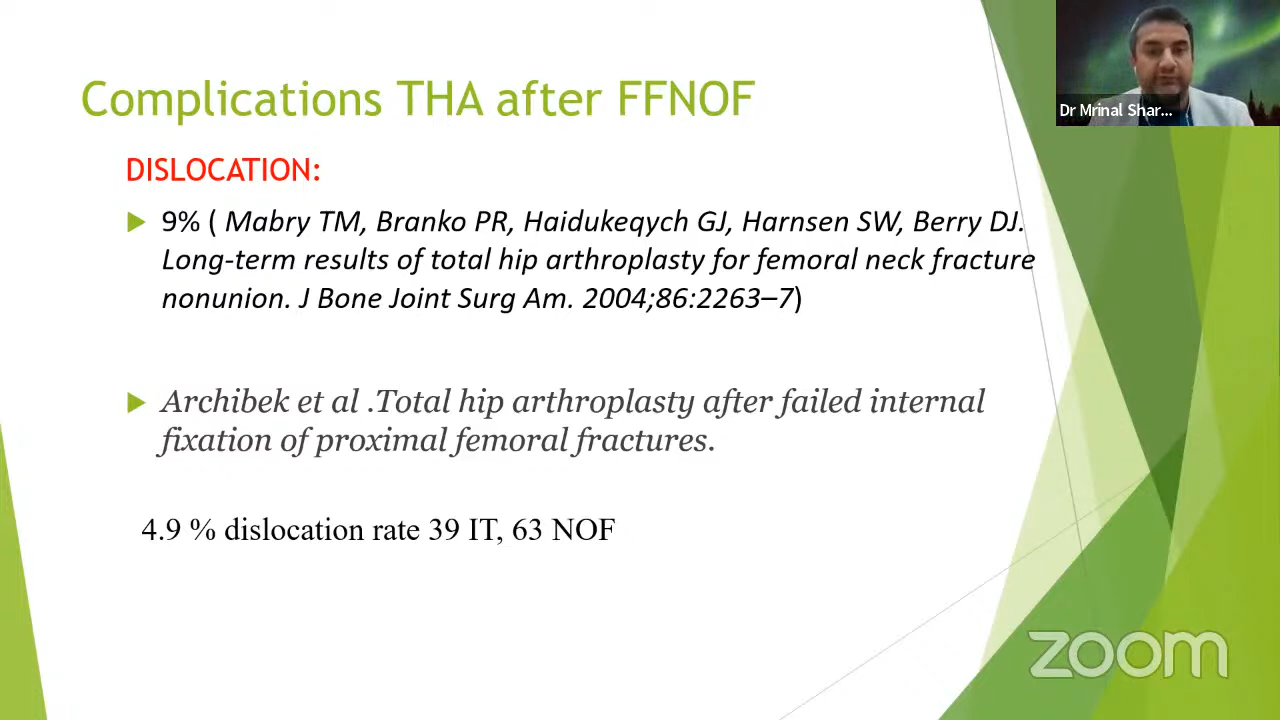 Complications THA after FFNOF
Dr Mrinal Shar...
DISLOCATION:
9% ( Mabry TM, Branko PR, Haidukeqych GJ, Harnsen SW, Berry DJ.
Long-term results of total hip arthroplasty for femoral neck fracture
nonunion. J Bone Joint Surg Am. 2004;86:2263–7)
Archibek et al .Total hip arthroplasty after failed internal
fixation of proximal femoral fractures.
4.9 % dislocation rate 39 IT, 63 NOF
zoom